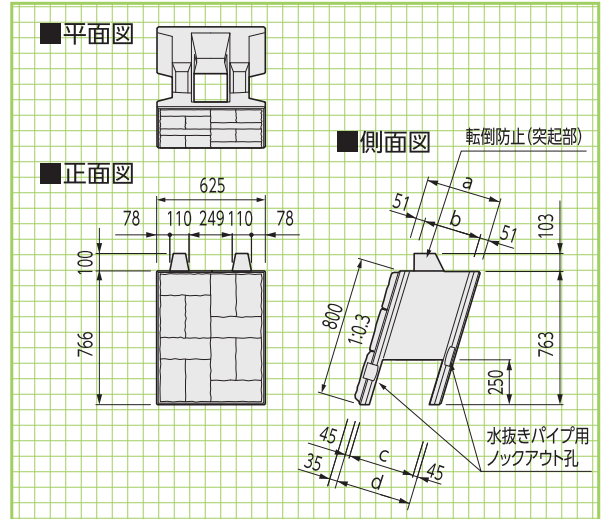 ■平面図
■正面図
625
78 110 249 110 78
100
766
■側面図
転倒防止(突起部)
a
51 b 51
103
800
1:0.3
763
250
45 c 45
35 d
水抜きパイプ用
ノックアウト孔